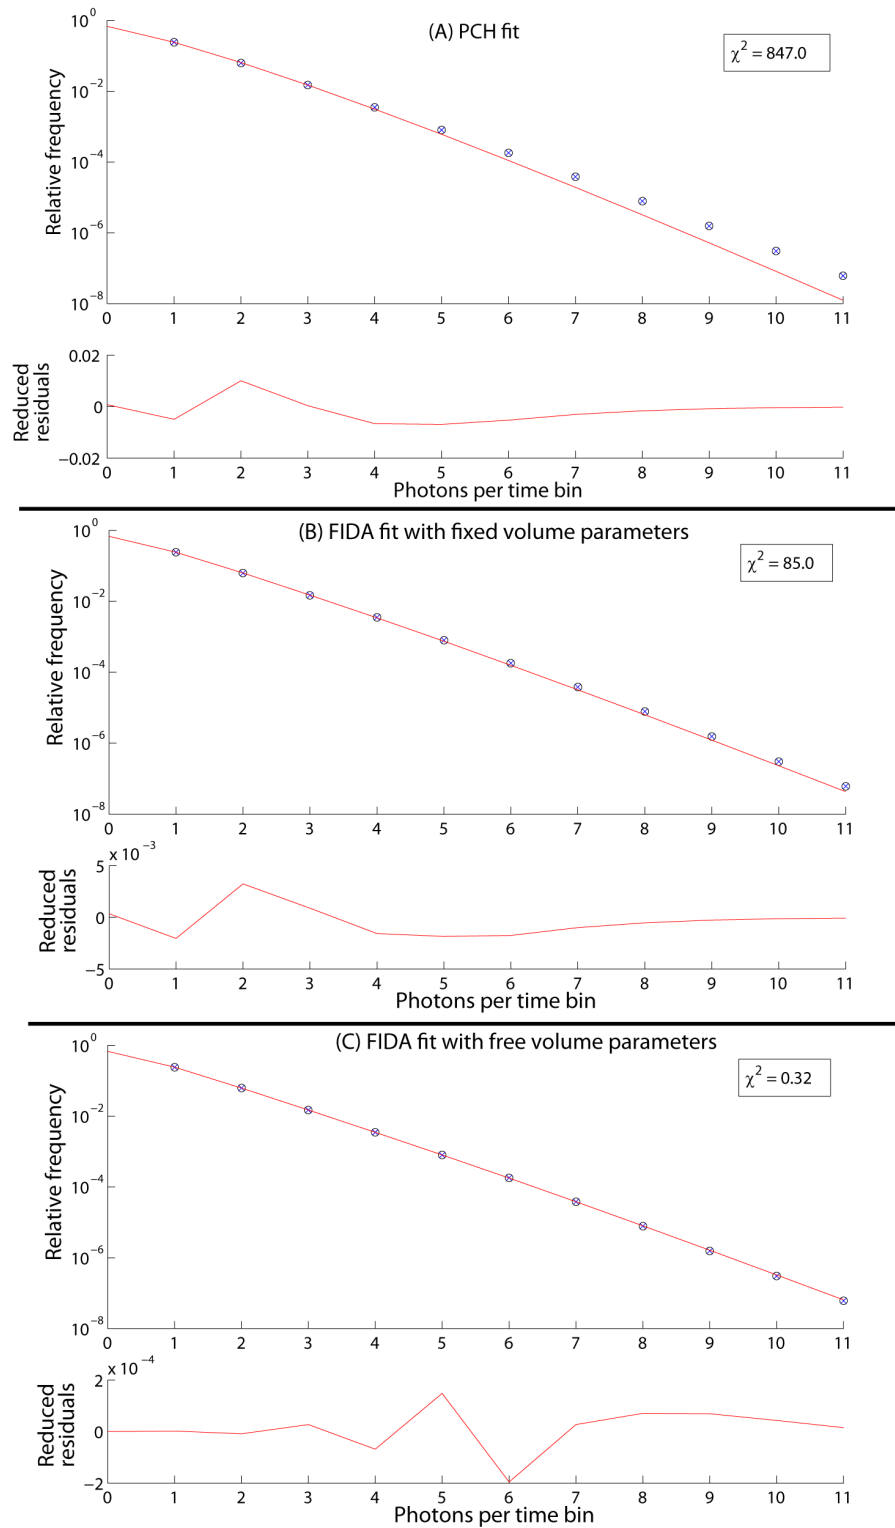 (A) PCH fit
χ² = 847.0
Relative frequency
10⁰
10⁻²
10⁻⁴
10⁻⁶
10⁻⁸
0 1 2 3 4 5 6 7 8 9 10 11
Reduced
residuals
0.02
0
−0.02
0 1 2 3 4 5 6 7 8 9 10 11
Photons per time bin
(B) FIDA fit with fixed volume parameters
χ² = 85.0
Relative frequency
10⁰
10⁻²
10⁻⁴
10⁻⁶
10⁻⁸
0 1 2 3 4 5 6 7 8 9 10 11
x 10⁻³
Reduced
residuals
5
0
−5
0 1 2 3 4 5 6 7 8 9 10 11
Photons per time bin
(C) FIDA fit with free volume parameters
χ² = 0.32
Relative frequency
10⁰
10⁻²
10⁻⁴
10⁻⁶
10⁻⁸
0 1 2 3 4 5 6 7 8 9 10 11
x 10⁻⁴
Reduced
residuals
2
0
−2
0 1 2 3 4 5 6 7 8 9 10 11
Photons per time bin